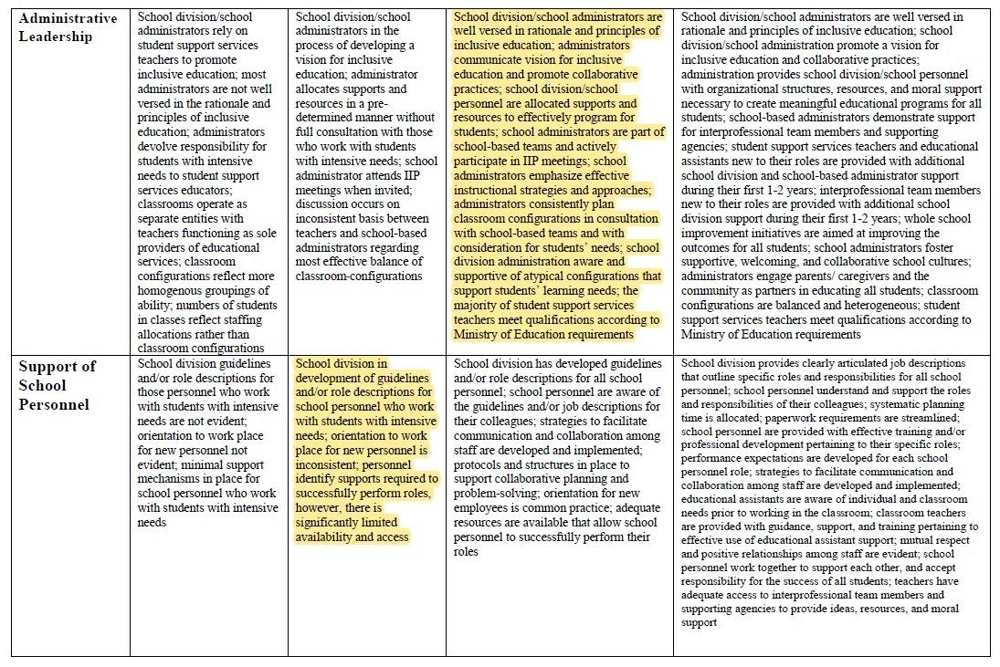 Administrative
Leadership
School division/school
administrators rely on
student support services
teachers to promote
inclusive education; most
administrators are not well
versed in the rationale and
principles of inclusive
education; administrators
devolve responsibility for
students with intensive
needs to student support
services educators;
classrooms operate as
separate entities with
teachers functioning as sole
providers of educational
services; classroom
configurations reflect more
homogenous groupings of
ability; numbers of students
in classes reflect staffing
allocations rather than
classroom configurations
School division/school
administrators in the
process of developing a
vision for inclusive
education; administrator
allocates supports and
resources in a pre-
determined manner without
full consultation with those
who work with students
with intensive needs; school
administrator attends IIP
meetings when invited;
discussion occurs on
inconsistent basis between
teachers and school-based
administrators regarding
most effective balance of
classroom-configurations
School division/school administrators are
well versed in rationale and principles of
inclusive education; administrators
communicate vision for inclusive
education and promote collaborative
practices; school division/school
personnel are allocated supports and
resources to effectively program for
students; school administrators are part of
school-based teams and actively
participate in IIP meetings; school
administrators emphasize effective
instructional strategies and approaches;
administrators consistently plan
classroom configurations in consultation
with school-based teams and with
consideration for students' needs; school
division administration aware and
supportive of atypical configurations that
support students' learning needs; the
majority of student support services
teachers meet qualifications according to
Ministry of Education requirements
School division/school administrators are well versed in
rationale and principles of inclusive education; school
division/school administration promote a vision for
inclusive education and collaborative practices;
administration provides school division/school personnel
with organizational structures, resources, and moral support
necessary to create meaningful educational programs for all
students; school-based administrators demonstrate support
for interprofessional team members and supporting
agencies; student support services teachers and educational
assistants new to their roles are provided with additional
school division and school-based administrator support
during their first 1-2 years; interprofessional team members
new to their roles are provided with additional school
division support during their first 1-2 years; whole school
improvement initiatives are aimed at improving the
outcomes for all students; school administrators foster
supportive, welcoming, and collaborative school cultures;
administrators engage parents/ caregivers and the
community as partners in educating all students; classroom
configurations are balanced and heterogeneous; student
support services teachers meet qualifications according to
Ministry of Education requirements
Support of
School
Personnel
School division guidelines
and/or role descriptions for
those personnel who work
with students with intensive
needs are not evident;
orientation to work place
for new personnel not
evident; minimal support
mechanisms in place for
school personnel who work
with students with intensive
needs
School division in
development of guidelines
and/or role descriptions for
school personnel who work
with students with intensive
needs; orientation to work
place for new personnel is
inconsistent; personnel
identify supports required to
successfully perform roles,
however, there is
significantly limited
availability and access
School division has developed guidelines
and/or role descriptions for all school
personnel; school personnel are aware of
the guidelines and/or job descriptions for
their colleagues; strategies to facilitate
communication and collaboration among
staff are developed and implemented;
protocols and structures in place to
support collaborative planning and
problem-solving; orientation for new
employees is common practice; adequate
resources are available that allow school
personnel to successfully perform their
roles
School division provides clearly articulated job descriptions
that outline specific roles and responsibilities for all school
personnel; school personnel understand and support the roles
and responsibilities of their colleagues; systematic planning
time is allocated; paperwork requirements are streamlined;
school personnel are provided with effective training and/or
professional development pertaining to their specific roles;
performance expectations are developed for each school
personnel role; strategies to facilitate communication and
collaboration among staff are developed and implemented;
educational assistants are aware of individual and classroom
needs prior to working in the classroom; classroom teachers
are provided with guidance, support, and training pertaining to
effective use of educational assistant support; mutual respect
and positive relationships among staff are evident; school
personnel work together to support each other, and accept
responsibility for the success of all students; teachers have
adequate access to interprofessional team members and
supporting agencies to provide ideas, resources, and moral
support